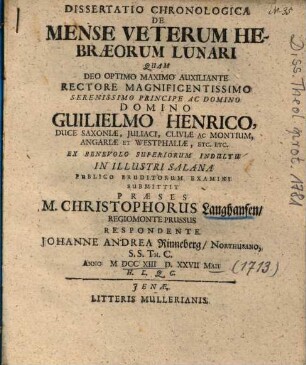 DISSERTATIO CHRONOLOGICA
DE
MENSE VETERUM HE-
BRÆORUM LUNARI
QUAM
DEO OPTIMO MAXIMO AUXILIANTE
RECTORE MAGNIFICENTISSIMO
SERENISSIMO PRINCIPE AC DOMINO
DOMINO
GUILIELMO HENRICO,
DUCE SAXONIÆ, JULIACI, CLIVIÆ AC MONTIUM,
ANGARIÆ ET WESTPHALIÆ, ETC. ETC.
EX BENEVOLO SUPERIORUM INDULTU
IN ILLUSTRI SALANA
PUBLICO ERUDITORUM EXAMINI
SUBMITTIT
PRÆSES
M. CHRISTOPHORUS Langhansen/
REGIOMONTE PRUSSUS
RESPONDENTE
JOHANNE ANDREA Rinneberg/ NORTHUSANO,
S.S. TH. C.
ANNO M DCC XIII D. XXVII MAII (1713)
H. L. Q. C.
JENÆ
LITTERIS MULLERIANIS.
Diss. Theol. 1781